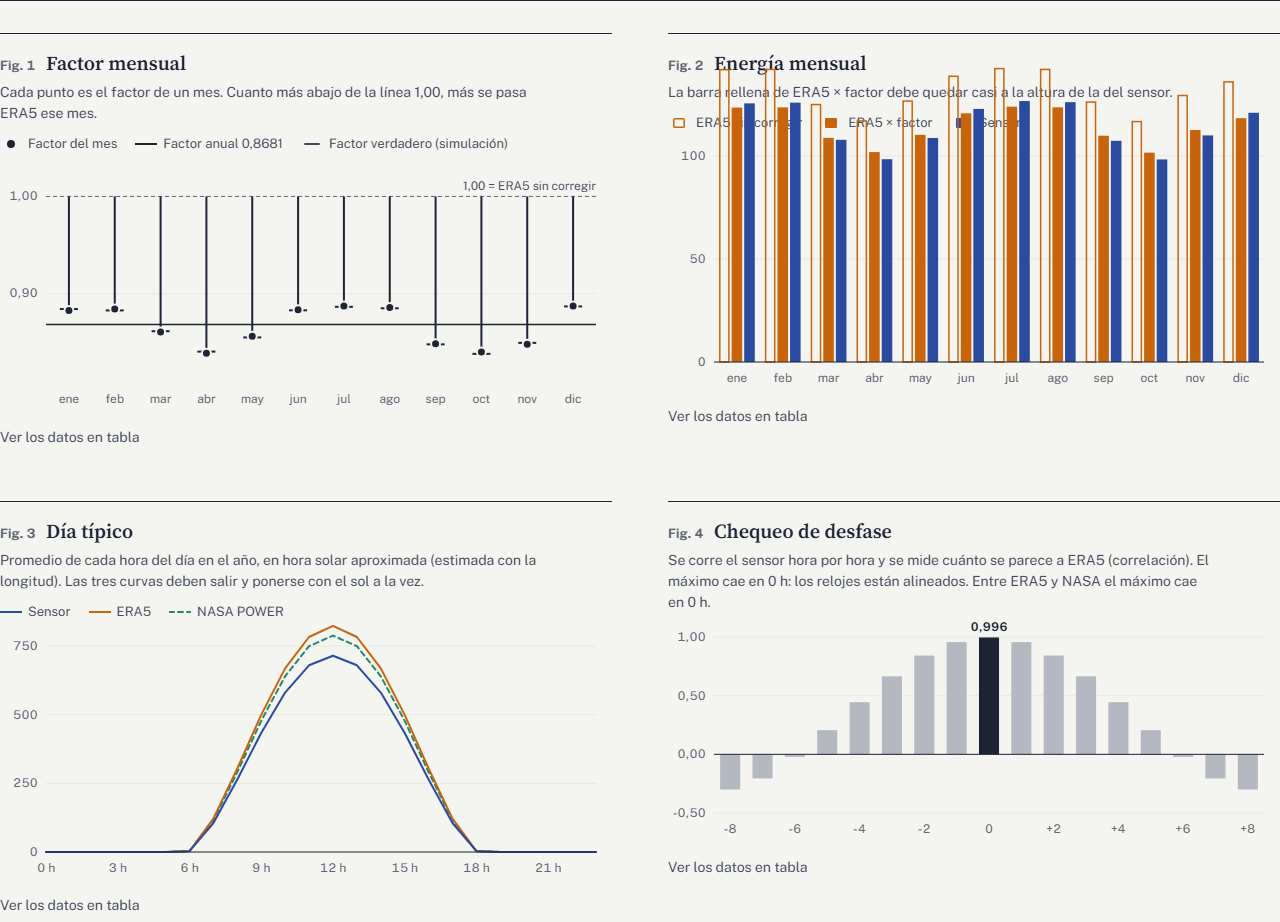 Fig. 1 Factor mensual
Cada punto es el factor de un mes. Cuanto más abajo de la línea 1,00, más se pasa
ERA5 ese mes.
Factor del mes Factor anual 0,8681 Factor verdadero (simulación)
1,00 = ERA5 sin corregir
1,00
0,90
ene feb mar abr may jun jul ago sep oct nov dic
Ver los datos en tabla
Fig. 2 Energía mensual
La barra rellena de ERA5 × factor debe quedar casi a la altura de la del sensor.
ERA5 sin corregir ERA5 × factor Sensor
100
50
0
ene feb mar abr may jun jul ago sep oct nov dic
Ver los datos en tabla
Fig. 3 Día típico
Promedio de cada hora del día en el año, en hora solar aproximada (estimada con la
longitud). Las tres curvas deben salir y ponerse con el sol a la vez.
Sensor ERA5 NASA POWER
750
500
250
0
0 h 3 h 6 h 9 h 12 h 15 h 18 h 21 h
Ver los datos en tabla
Fig. 4 Chequeo de desfase
Se corre el sensor hora por hora y se mide cuánto se parece a ERA5 (correlación). El
máximo cae en 0 h: los relojes están alineados. Entre ERA5 y NASA el máximo cae
en 0 h.
0,996
1,00
0,50
0,00
-0,50
-8 -6 -4 -2 0 +2 +4 +6 +8
Ver los datos en tabla